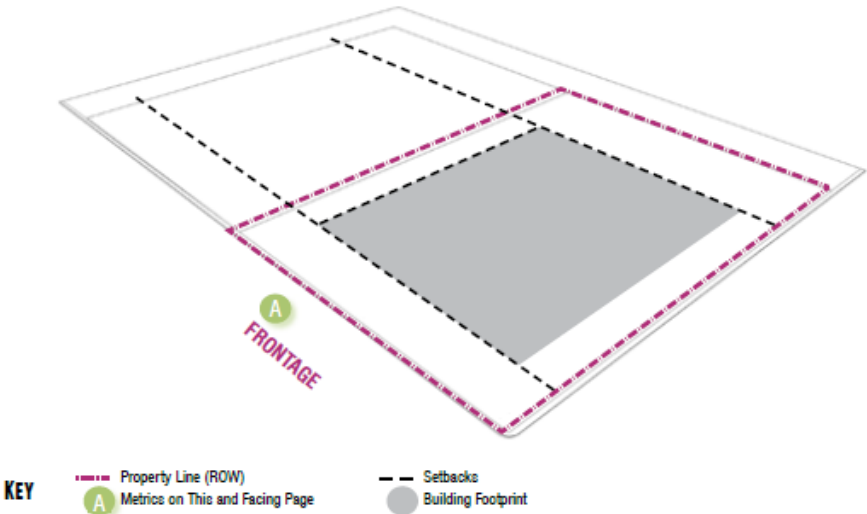 A
FRONTAGE
KEY
Property Line (ROW)
Setbacks
A Metrics on This and Facing Page
Building Footprint